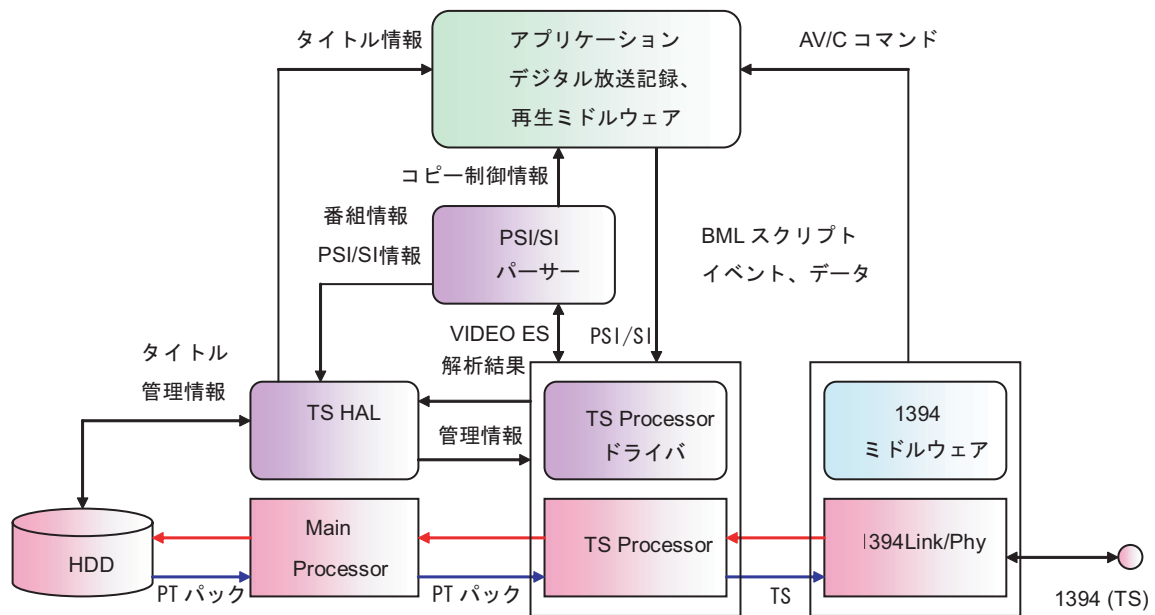 タイトル情報
アプリケーション
デジタル放送記録、
再生ミドルウェア
AV/C コマンド
コピー制御情報
番組情報
PSI/SI情報
PSI/SI
パーサー
BML スクリプト
イベント、データ
VIDEO ES
解析結果
PSI/SI
タイトル
管理情報
TS HAL
管理情報
TS Processor
ドライバ
1394
ミドルウェア
HDD
Main
Processor
TS Processor
1394Link/Phy
PT パック
PT パック
TS
1394 (TS)